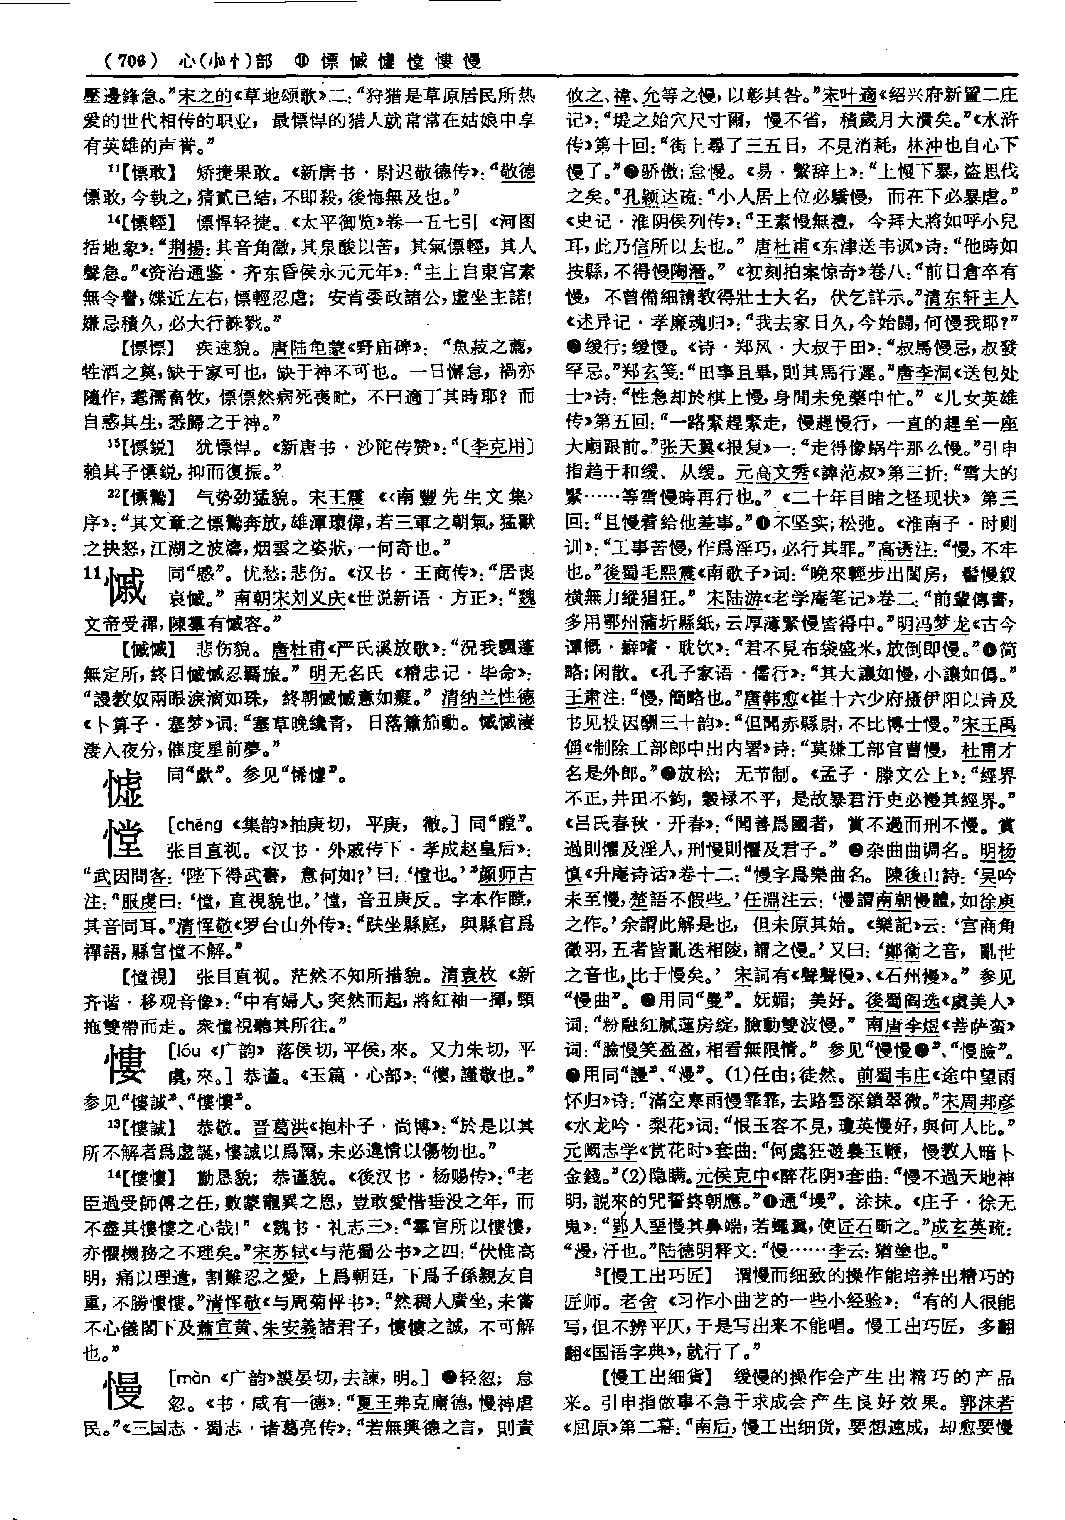 （706） 心(小忄)部 ⑪ 慓慽憈憆慺慢
壓邊鋒急。”宋之的《草地颂歌》二：“狩猎是草原居民所热
爱的世代相传的职业，最慓悍的猎人就常常在姑娘中享
有英雄的声誉。”
11【慓敢】 矫捷果敢。《新唐书·尉迟敬德传》：“敬德
慓敢，今執之，猜貳已結，不即殺，後悔無及也。”
14【慓輕】 慓悍轻捷。《太平御览》卷一五七引《河图
括地象》：“荆揚：其音角徵，其泉酸以苦，其氣慓輕，其人
聲急。”《资治通鉴·齐东昏侯永元元年》：“主上自東宫素
無令譽，媟近左右，慓輕忍虐；安肯委政諸公，虚坐主諾！
嫌忌積久，必大行誅戮。”
【慓慓】 疾速貌。唐陆龟蒙《野庙碑》：“魚菽之薦，
牲酒之奠，缺于家可也，缺于神不可也。一日懈怠，禍亦
隨作，耄孺畜牧，慓慓然病死喪貶，不曰適丁其時耶？而
自惑其生，悉歸之于神。”
15【慓鋭】 犹慓悍。《新唐书·沙陀传赞》：“〔李克用〕
賴其子慓鋭，抑而復振。”
22【慓鷙】 气势劲猛貌。宋王震《〈南豐先生文集〉
序》：“其文章之慓鷙奔放，雄渾瓌偉，若三軍之朝氣，猛獸
之抉怒，江湖之波濤，烟雲之姿狀，一何奇也。”
11慽 同“慼”。忧愁；悲伤。《汉书·王商传》：“居喪
哀慽。”南朝宋刘义庆《世说新语·方正》：“魏
文帝受禪，陳羣有慽容。”
【慽慽】 悲伤貌。唐杜甫《严氏溪放歌》：“況我飄蓬
無定所，終日慽慽忍羈旅。”明无名氏《精忠记·毕命》：
“謾教奴兩眼淚滴如珠，終朝慽慽意如癡。”清纳兰性德
《卜算子·塞梦》词：“塞草晚纔青，日落簫笳動。慽慽凄
凄入夜分，催度星前夢。”
憈 同“歔”。参见“悕憈”。
憆 [chēng《集韵》抽庚切，平庚，徹。]同“瞠”。
张目直视。《汉书·外戚传下·孝成赵皇后》：
“武因問客：‘陛下得武書，意何如？’曰：‘憆也。’”颜师古
注：“服虔曰：‘憆，直視貌也。’憆，音丑庚反。字本作瞠，
其音同耳。”清恽敬《罗台山外传》：“趺坐縣庭，與縣官爲
禪語，縣宫憆不解。”
【憆視】 张目直视。茫然不知所措貌。清袁枚《新
齐谐·移观音像》：“中有婦人，突然而起，將紅袖一揮，頸
拖雙帶而走。衆憆視聽其所往。”
慺 [lóu《广韵》落侯切，平侯，來。又力朱切，平
虞，來。]恭谨。《玉篇·心部》：“慺，謹敬也。”
参见“慺誠”、“慺慺”。
13【慺誠】 恭敬。晋葛洪《抱朴子·尚博》：“於是以其
所不解者爲虚誕，慺誠以爲爾，未必違情以傷物也。”
14【慺慺】 勤恳貌；恭谨貌。《後汉书·杨赐传》：“老
臣過受師傅之任，數蒙寵異之恩，豈敢愛惜垂没之年，而
不盡其慺慺之心哉！”《魏书·礼志三》：“羣官所以慺慺，
亦懼機務之不理矣。”宋苏轼《与范蜀公书》之四：“伏惟高
明，痛以理遣，割難忍之愛，上爲朝廷，下爲子孫親友自
重，不勝慺慺。”清恽敬《与周菊伻书》：“然稠人廣坐，未嘗
不心儀閣下及蕭宜黄、朱安義諸君子，慺慺之誠，不可解
也。”
慢 [màn《广韵》謨晏切，去諫，明。]❶轻忽；怠
忽。《书·咸有一德》：“夏王弗克庸德，慢神虐
民。”《三国志·蜀志·诸葛亮传》：“若無興德之言，則責
攸之、禕、允等之慢，以彰其咎。”宋叶適《绍兴府新置二庄
记》：“堤之始穴尺寸爾，慢不省，積歲月大潰矣。”《水浒
传》第十回：“街上尋了三五日，不見消耗，林沖也自心下
慢了。”❷骄傲；怠慢。《易·繫辞上》：“上慢下暴，盗思伐
之矣。”孔颖达疏：“小人居上位必驕慢，而在下必暴虐。”
《史记·淮阴侯列传》：“王素慢無禮，今拜大將如呼小兒
耳，此乃信所以去也。”唐杜甫《东津送韦讽》诗：“他時如
按縣，不得慢陶潛。”《初刻拍案惊奇》卷八：“前日倉卒有
慢，不曾備細請教得壯士大名，伏乞詳示。”清东轩主人
《述异记·孝廉魂归》：“我去家日久，今始歸，何慢我耶？”
❸缓行；缓慢。《诗·郑风·大叔于田》：“叔馬慢忌，叔發
罕忌。”郑玄笺：“田事且畢，則其馬行遲。”唐李洞《送包处
士》诗：“性急却於棋上慢，身閒未免藥中忙。”《儿女英雄
传》第五回：“一路緊趕緊走，慢趕慢行，一直的趕至一座
大廟跟前。”张天翼《报复》一：“走得像蜗牛那么慢。”引申
指趋于和缓、从缓。元高文秀《誶范叔》第三折：“雪大的
緊……等雪慢時再行也。”《二十年目睹之怪现状》第三
回：“且慢着給他差事。”❹不坚实；松弛。《淮南子·时则
训》：“工事苦慢，作爲淫巧，必行其罪。”高诱注：“慢，不牢
也。”後蜀毛熙震《南歌子》词：“晚來輕步出閨房，鬢慢釵
横無力縱猖狂。”宋陆游《老学庵笔记》卷二：“前輩傳書，
多用鄂州蒲圻縣紙，云厚薄緊慢皆得中。”明冯梦龙《古今
谭概·癖嗜·耽饮》：“君不見布袋盛米，放倒即慢。”❺简
略；闲散。《孔子家语·儒行》：“其大讓如慢，小讓如僞。”
王肃注：“慢，簡略也。”唐韩愈《崔十六少府摄伊阳以诗及
书见投因酬三十韵》：“但聞赤縣尉，不比博士慢。”宋王禹
偁《制除工部郎中出内署》诗：“莫嫌工部官曹慢，杜甫才
名是外郎。”❻放松；无节制。《孟子·滕文公上》：“經界
不正，井田不鈞，穀禄不平，是故暴君汙吏必慢其經界。”
《吕氏春秋·开春》：“聞善爲國者，賞不過而刑不慢。賞
過則懼及淫人，刑慢則懼及君子。”❼杂曲曲调名。明杨
慎《升庵诗话》卷十二：“慢字爲樂曲名。陳後山詩：‘吴吟
未至慢，楚語不假些。’任淵注云：‘慢謂南朝慢體，如徐庾
之作。’余謂此解是也，但未原其始。《樂記》云：‘宫商角
徵羽，五者皆亂迭相陵，謂之慢。’又曰：‘鄭衛之音，亂世
之音也，比于慢矣。’宋詞有《聲聲慢》、《石州慢》。”参见
“慢曲”。❽用同“曼”。妩媚；美好。後蜀阎选《虞美人》
词：“粉融紅膩蓮房綻，臉動雙波慢。”南唐李煜《菩萨蛮》
词：“臉慢笑盈盈，相看無限情。”参见“慢慢❸”、“慢臉”。
❾用同“謾”、“漫”。(1)任由；徒然。前蜀韦庄《途中望雨
怀归》诗：“滿空寒雨慢霏霏，去路雲深鎖翠微。”宋周邦彦
《水龙吟·梨花》词：“恨玉容不見，瓊英慢好，與何人比。”
元阙志学《赏花时》套曲：“何處狂遊裊玉鞭，慢教人暗卜
金錢。”(2)隐瞒。元侯克中《醉花阴》套曲：“慢不過天地神
明，説來的咒誓終朝應。”❿通“墁”。涂抹。《庄子·徐无
鬼》：“郢人堊慢其鼻端，若蠅翼，使匠石斲之。”成玄英疏：
“漫，汙也。”陆德明释文：“慢……李云：猶塗也。”
3【慢工出巧匠】 谓慢而细致的操作能培养出精巧的
匠师。老舍《习作小曲艺的一些小经验》：“有的人很能
写，但不辨平仄，于是写出来不能唱。慢工出巧匠，多翻
翻《国语字典》，就行了。”
【慢工出細貨】 缓慢的操作会产生出精巧的产品
来。引申指做事不急于求成会产生良好效果。郭沫若
《屈原》第二幕：“南后，慢工出细货，要想速成，却愈要慢